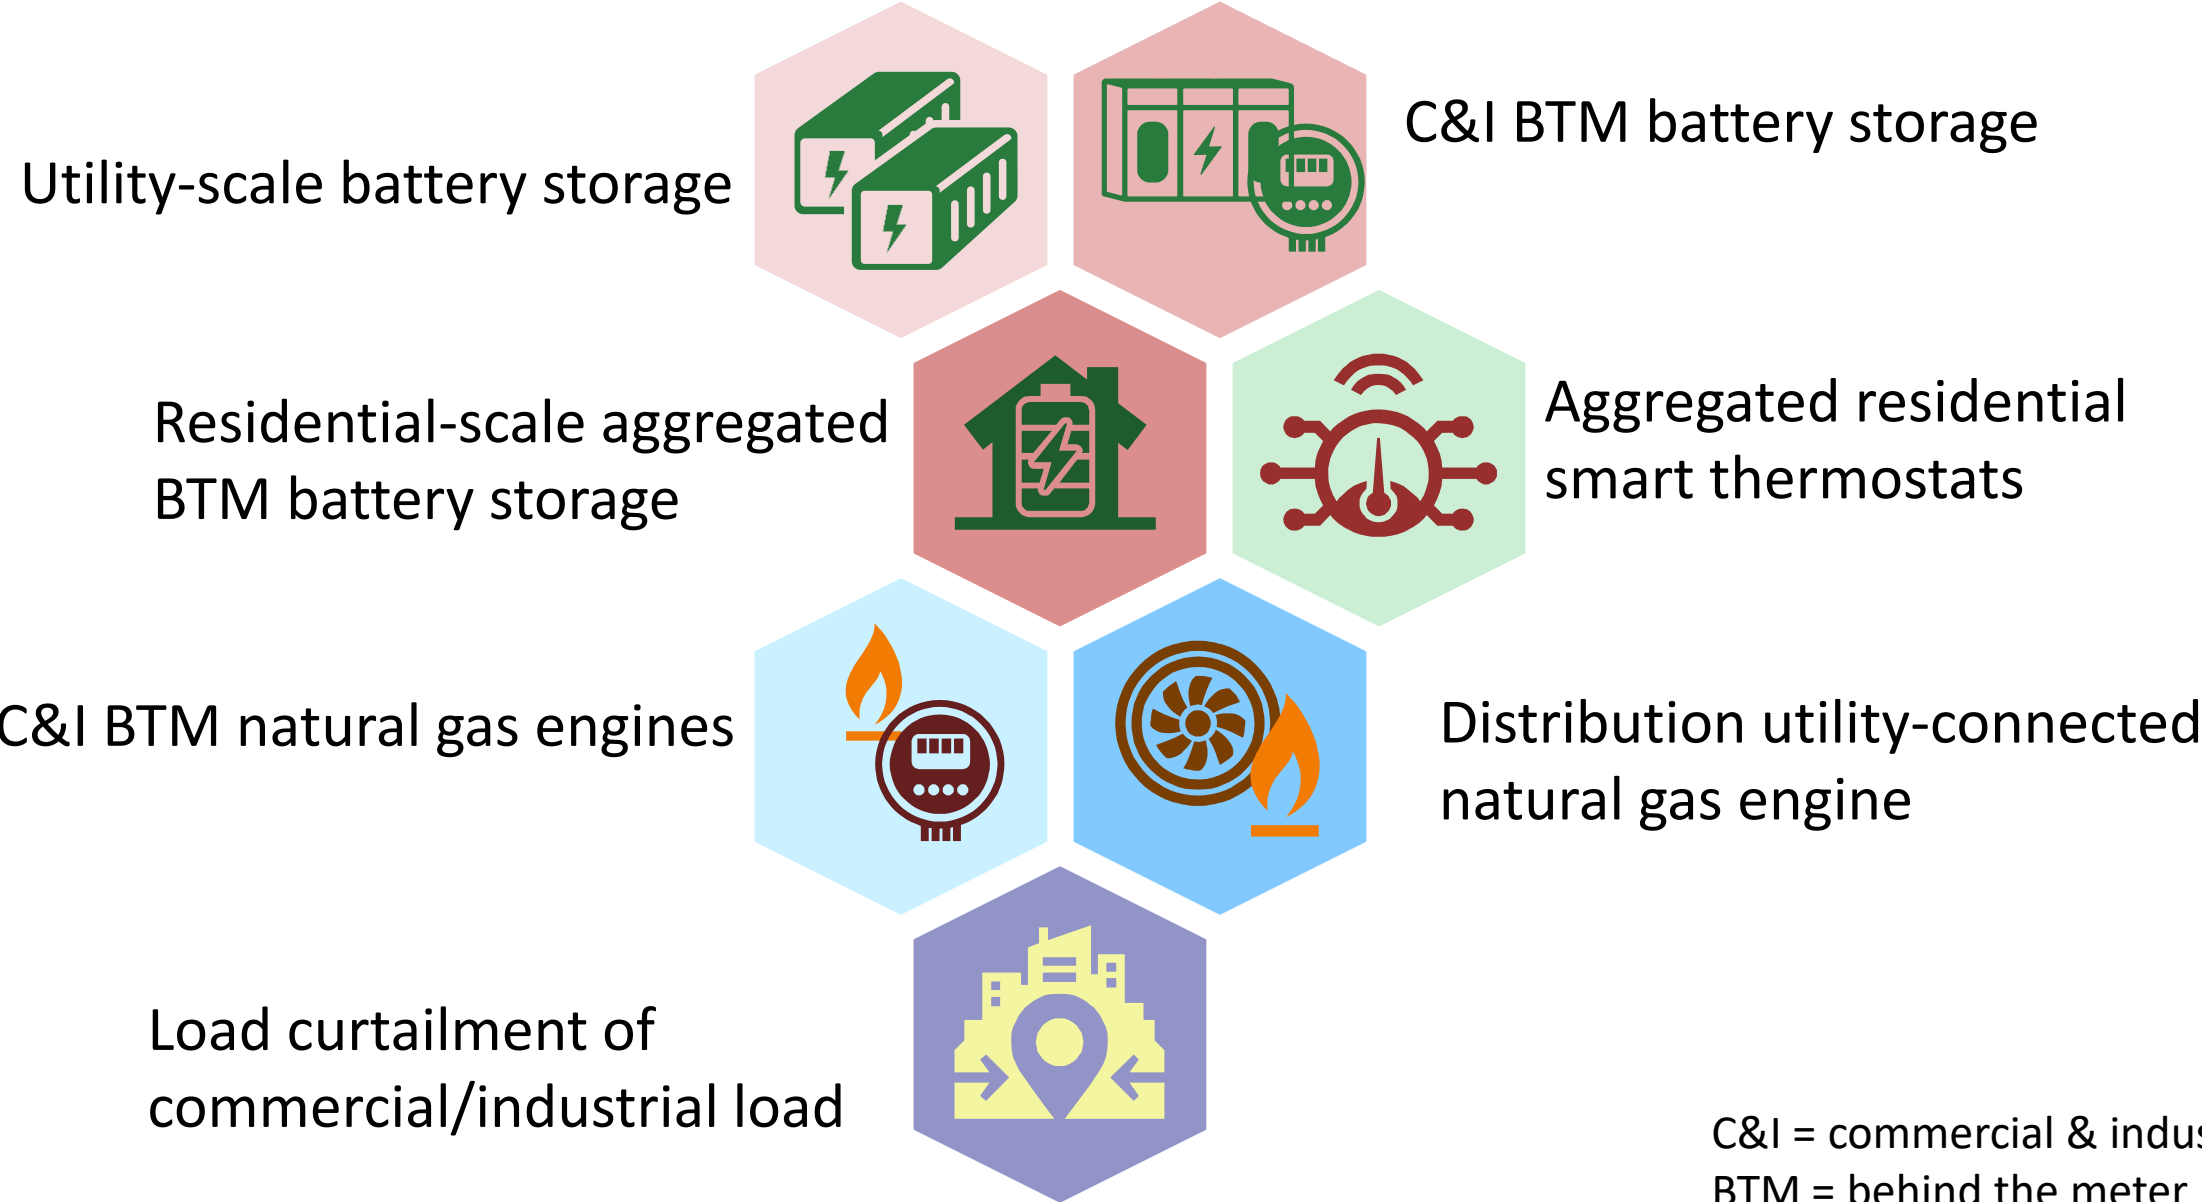 Utility-scale battery storage
C&I BTM battery storage
Residential-scale aggregated
BTM battery storage
Aggregated residential
smart thermostats
C&I BTM natural gas engines
Distribution utility-connected
natural gas engine
Load curtailment of
commercial/industrial load
C&I = commercial & indus
BTM = behind the meter